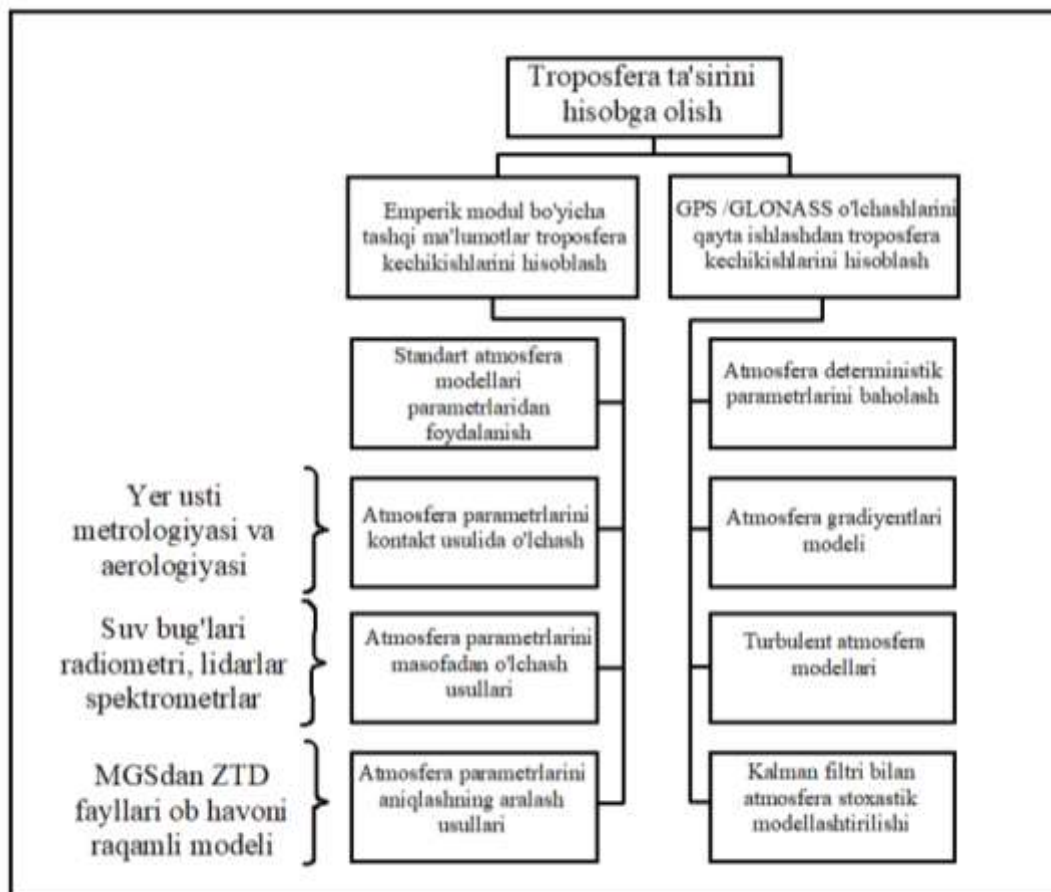 Troposfera ta'sirini
hisobga olish
Emperik modul bo'yicha
tashqi ma'lumotlar troposfera
kechikishlarini hisoblash
GPS /GLONASS o'lchashlarini
qayta ishlashdan troposfera
kechikishlarini hisoblash
Standart atmosfera
modellari
parametrlaridan
foydalanish
Atmosfera deterministik
parametrlarini baholash
Yer usti
metrologiyasi va
aerologiyasi
Atmosfera parametrlarini
kontakt usulida o'lchash
Atmosfera gradiyentlari
modeli
Suv bug'lari
radiometri, lidarlar
spektrometrlar
Atmosfera parametrlarini
masofadan o'lchash
usullari
Turbulent atmosfera
modellari
MGSdan ZTD
fayllari ob havoni
raqamli modeli
Atmosfera parametrlarini
aniqlashning aralash
usullari
Kalman filtri bilan
atmosfera stoxastik
modellashtirilishi